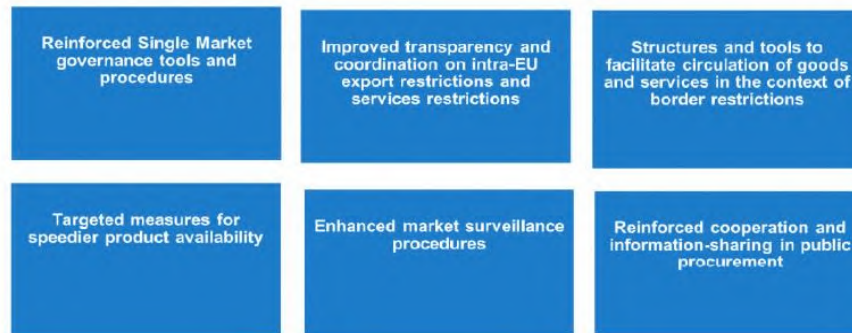 Reinforced Single Market
governance tools and
procedures
Improved transparency and
coordination on intra-EU
export restrictions and
services restrictions
Structures and tools to
facilitate circulation of goods
and services in the context of
border restrictions
Targeted measures for
speedier product availability
Enhanced market surveillance
procedures
Reinforced cooperation and
information-sharing in public
procurement